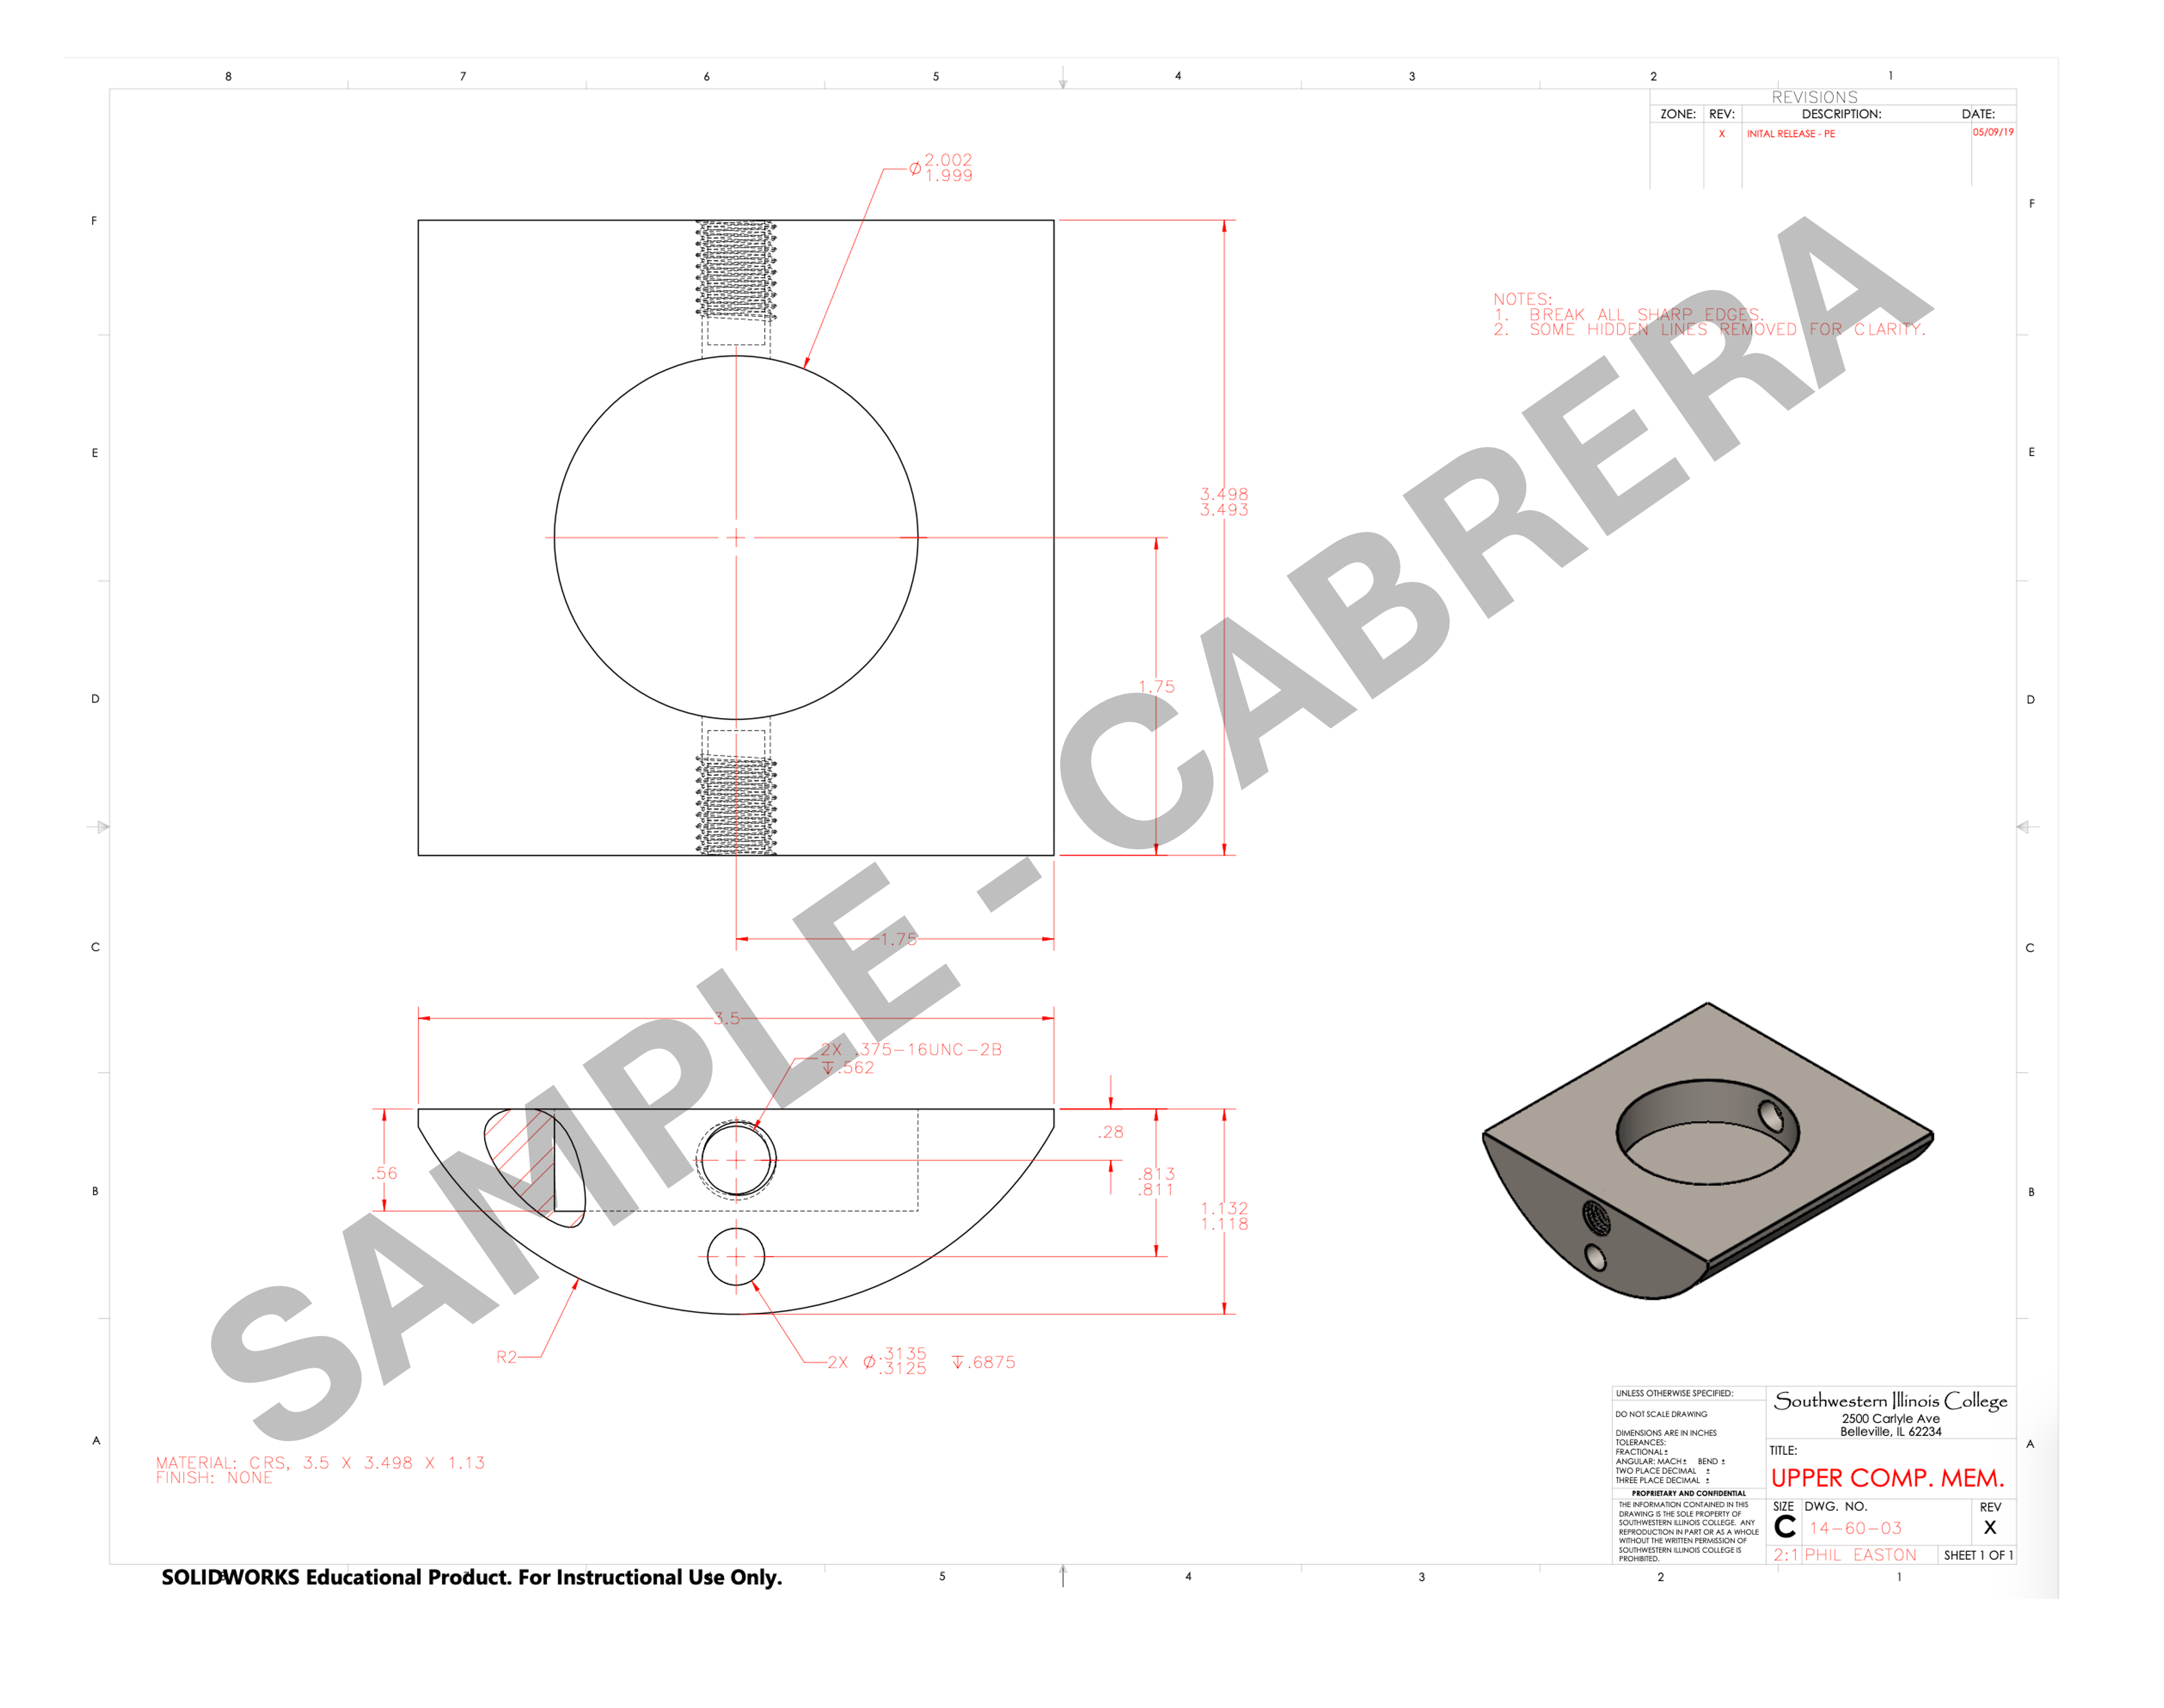 8 7 6 5 4 3 2 1
REVISIONS
ZONE: REV: DESCRIPTION: DATE:
X INITAL RELEASE - PE 05/09/19
F F
E E
D D
C C
B B
A A
⌀ 2.002
1.999
NOTES:
1. BREAK ALL SHARP EDGES.
2. SOME HIDDEN LINES REMOVED FOR CLARITY.
3.498
3.493
1.75
1.75
SAMPLE - CABRERA
3.5
2X .375-16UNC-2B
↧.562
.28
.56
.813
.811
1.132
1.118
R2
2X ⌀ .3135 ↧.6875
.3125
MATERIAL: CRS, 3.5 X 3.498 X 1.13
FINISH: NONE
UNLESS OTHERWISE SPECIFIED:
DO NOT SCALE DRAWING
DIMENSIONS ARE IN INCHES
TOLERANCES:
FRACTIONAL±
ANGULAR: MACH± BEND ±
TWO PLACE DECIMAL ±
THREE PLACE DECIMAL ±
PROPRIETARY AND CONFIDENTIAL
THE INFORMATION CONTAINED IN THIS
DRAWING IS THE SOLE PROPERTY OF
SOUTHWESTERN ILLINOIS COLLEGE. ANY
REPRODUCTION IN PART OR AS A WHOLE
WITHOUT THE WRITTEN PERMISSION OF
SOUTHWESTERN ILLINOIS COLLEGE IS
PROHIBITED.
Southwestern Illinois College
2500 Carlyle Ave
Belleville, IL 62234
TITLE:
UPPER COMP. MEM.
SIZE DWG. NO. REV
C 14-60-03 X
2:1 PHIL EASTON SHEET 1 OF 1
SOLIDWORKS Educational Product. For Instructional Use Only.
5 4 3 2 1